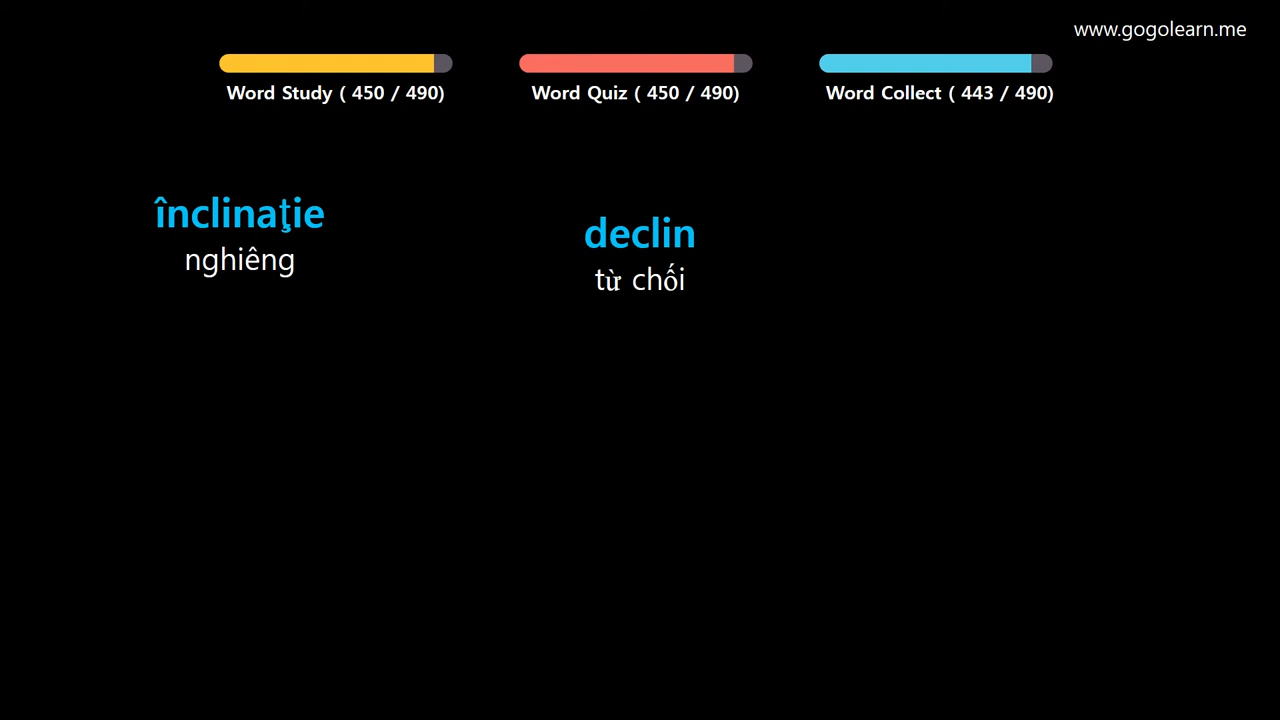 www.gogolearn.me
Word Study ( 450 / 490)
Word Quiz ( 450 / 490)
Word Collect ( 443 / 490)
înclinaţie
nghiêng
declin
từ chối